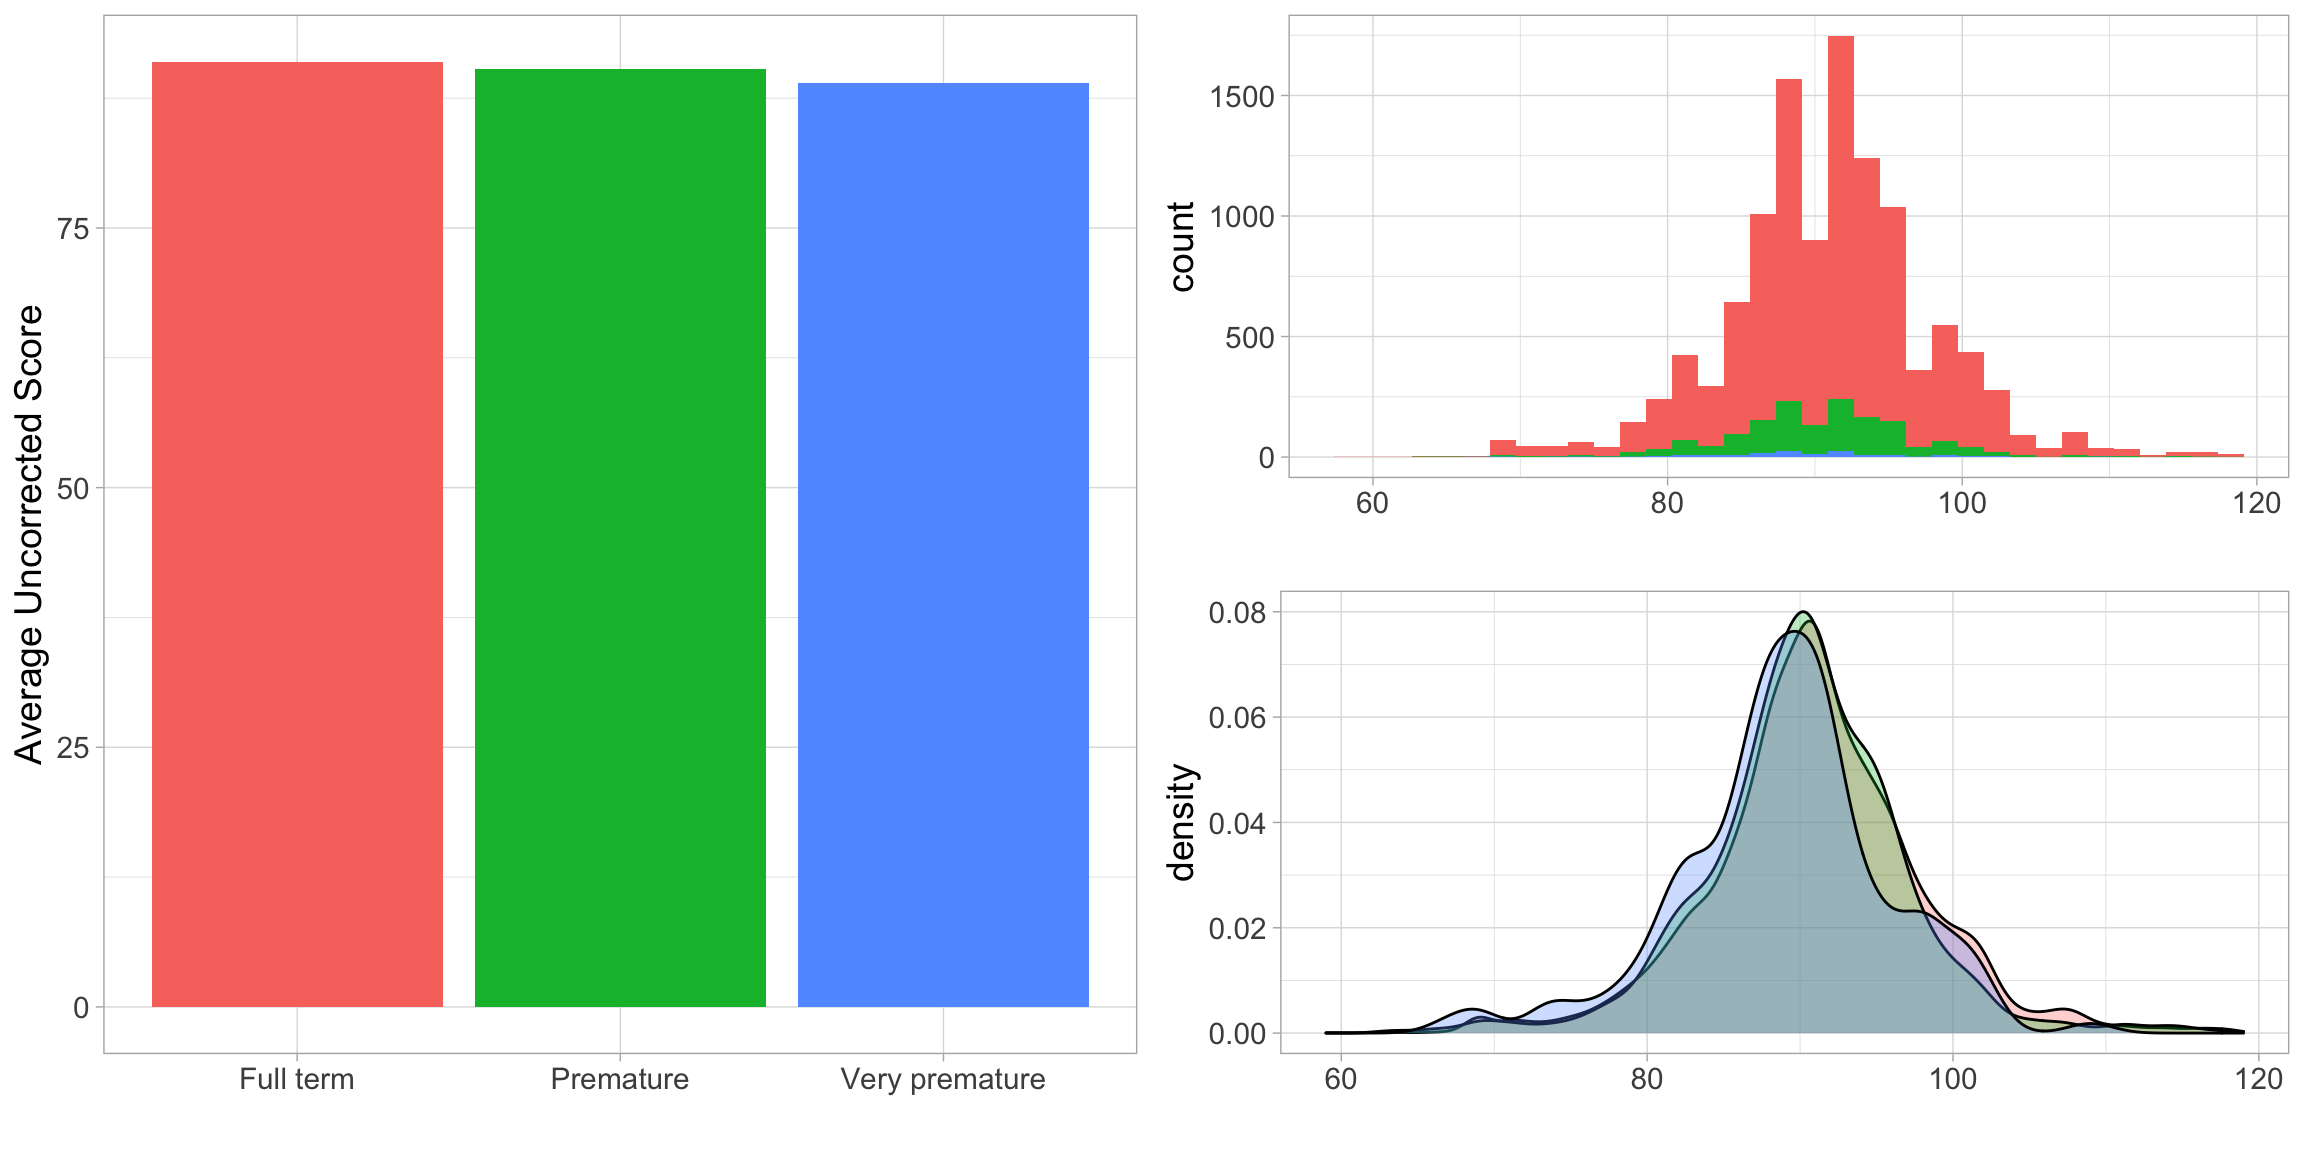 Average Uncorrected Score
75
50
25
0
Full term Premature Very premature
count
1500
1000
500
0
60 80 100 120
density
0.08
0.06
0.04
0.02
0.00
60 80 100 120